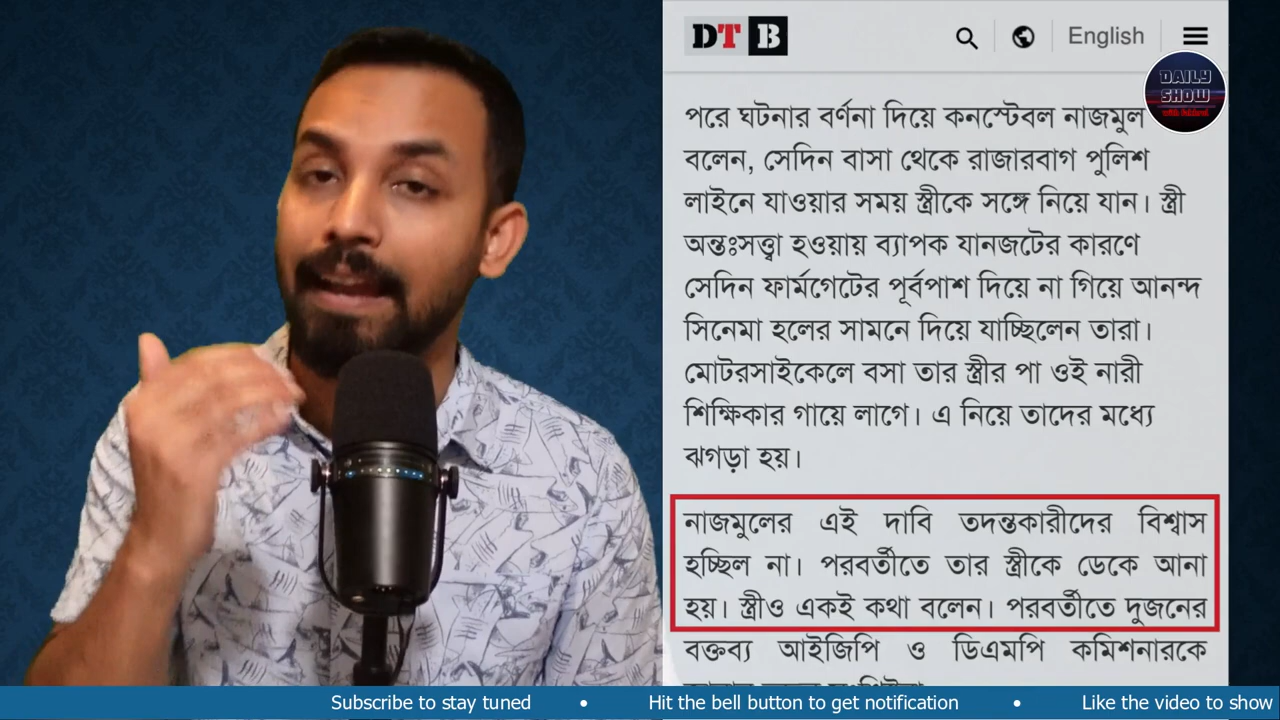 DTB
English
DAILY
SHOW
পরে ঘটনার বর্ণনা দিয়ে কনস্টেবল নাজমুল
বলেন, সেদিন বাসা থেকে রাজারবাগ পুলিশ
লাইনে যাওয়ার সময় স্ত্রীকে সঙ্গে নিয়ে যান। স্ত্রী
অন্তঃসত্ত্বা হওয়ায় ব্যাপক যানজটের কারণে
সেদিন ফার্মগেটের পূর্বপাশ দিয়ে না গিয়ে আনন্দ
সিনেমা হলের সামনে দিয়ে যাচ্ছিলেন তারা।
মোটরসাইকেলে বসা তার স্ত্রীর পা ওই নারী
শিক্ষিকার গায়ে লাগে। এ নিয়ে তাদের মধ্যে
ঝগড়া হয়।
নাজমুলের এই দাবি তদন্তকারীদের বিশ্বাস
হচ্ছিল না। পরবর্তীতে তার স্ত্রীকে ডেকে আনা
হয়। স্ত্রীও একই কথা বলেন। পরবর্তীতে দুজনের
বক্তব্য আইজিপি ও ডিএমপি কমিশনারকে
Subscribe to stay tuned • Hit the bell button to get notification • Like the video to show